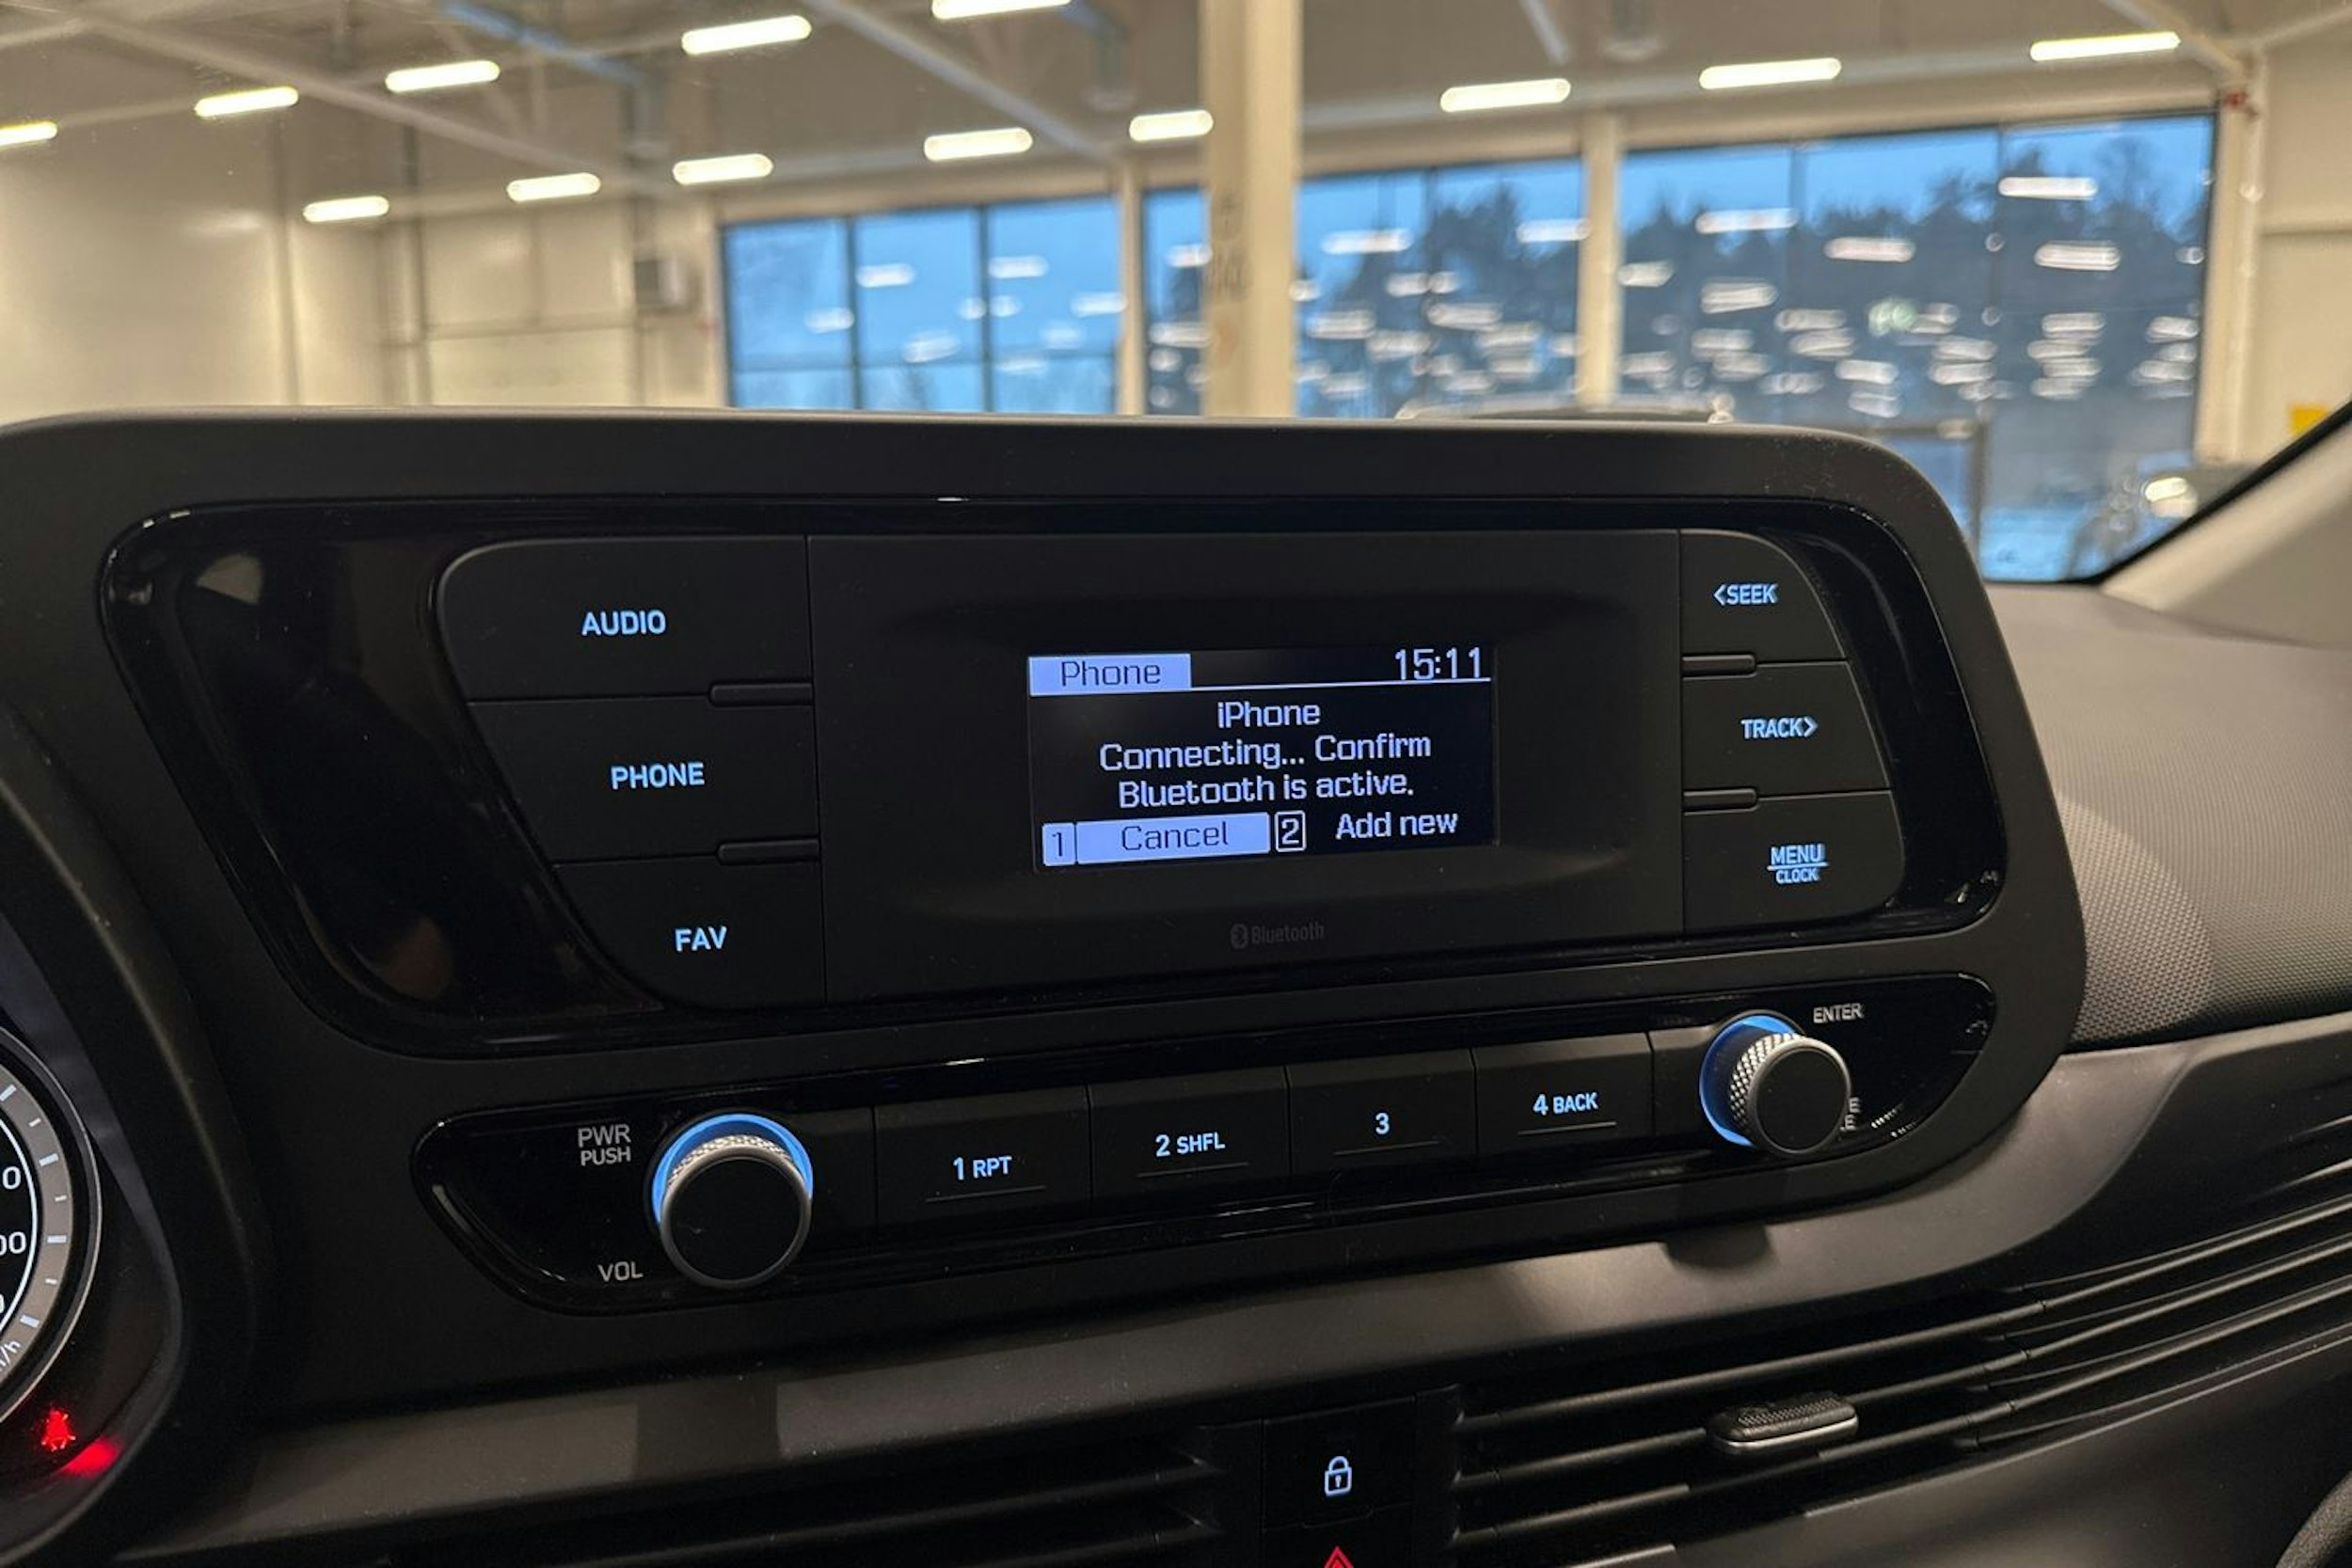 AUDIO
PHONE
FAV
Phone 15:11
iPhone
Connecting... Confirm
Bluetooth is active.
1 Cancel 2 Add new
Bluetooth
<SEEK
TRACK>
MENU
CLOCK
ENTER
PWR
PUSH
VOL
1 RPT
2 SHFL
3
4 BACK